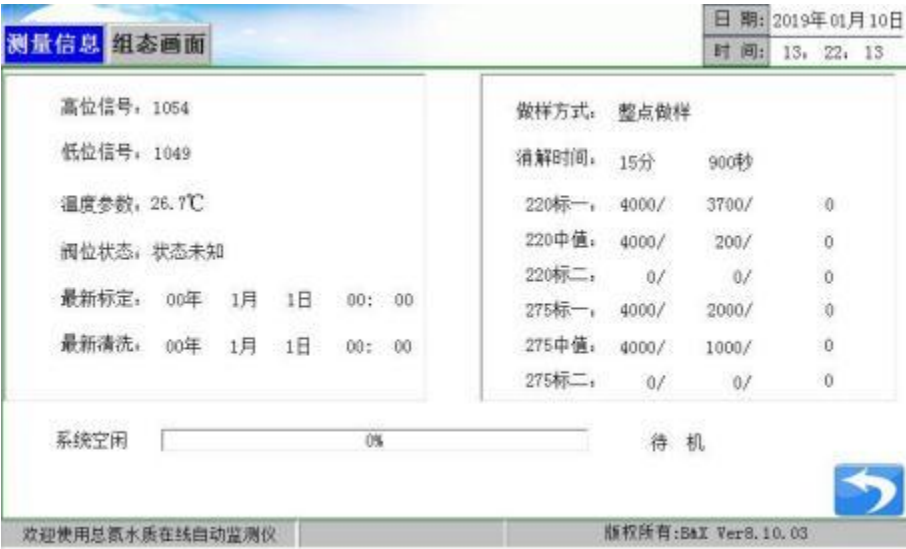 测量信息 组态画面
日 期: 2019年01月10日
时 间: 13: 22: 13
高位信号: 1054
低位信号: 1049
温度参数: 26.7℃
阀位状态: 状态未知
最新标定: 00年 1月 1日 00: 00
最新清洗: 00年 1月 1日 00: 00
做样方式: 整点做样
消解时间: 15分 900秒
220标一: 4000/ 3700/ 0
220中值: 4000/ 200/ 0
220标二: 0/ 0/ 0
275标一: 4000/ 2000/ 0
275中值: 4000/ 1000/ 0
275标二: 0/ 0/ 0
系统空闲 0% 待 机
欢迎使用总氮水质在线自动监测仪 版权所有:B&X Ver8.10.03